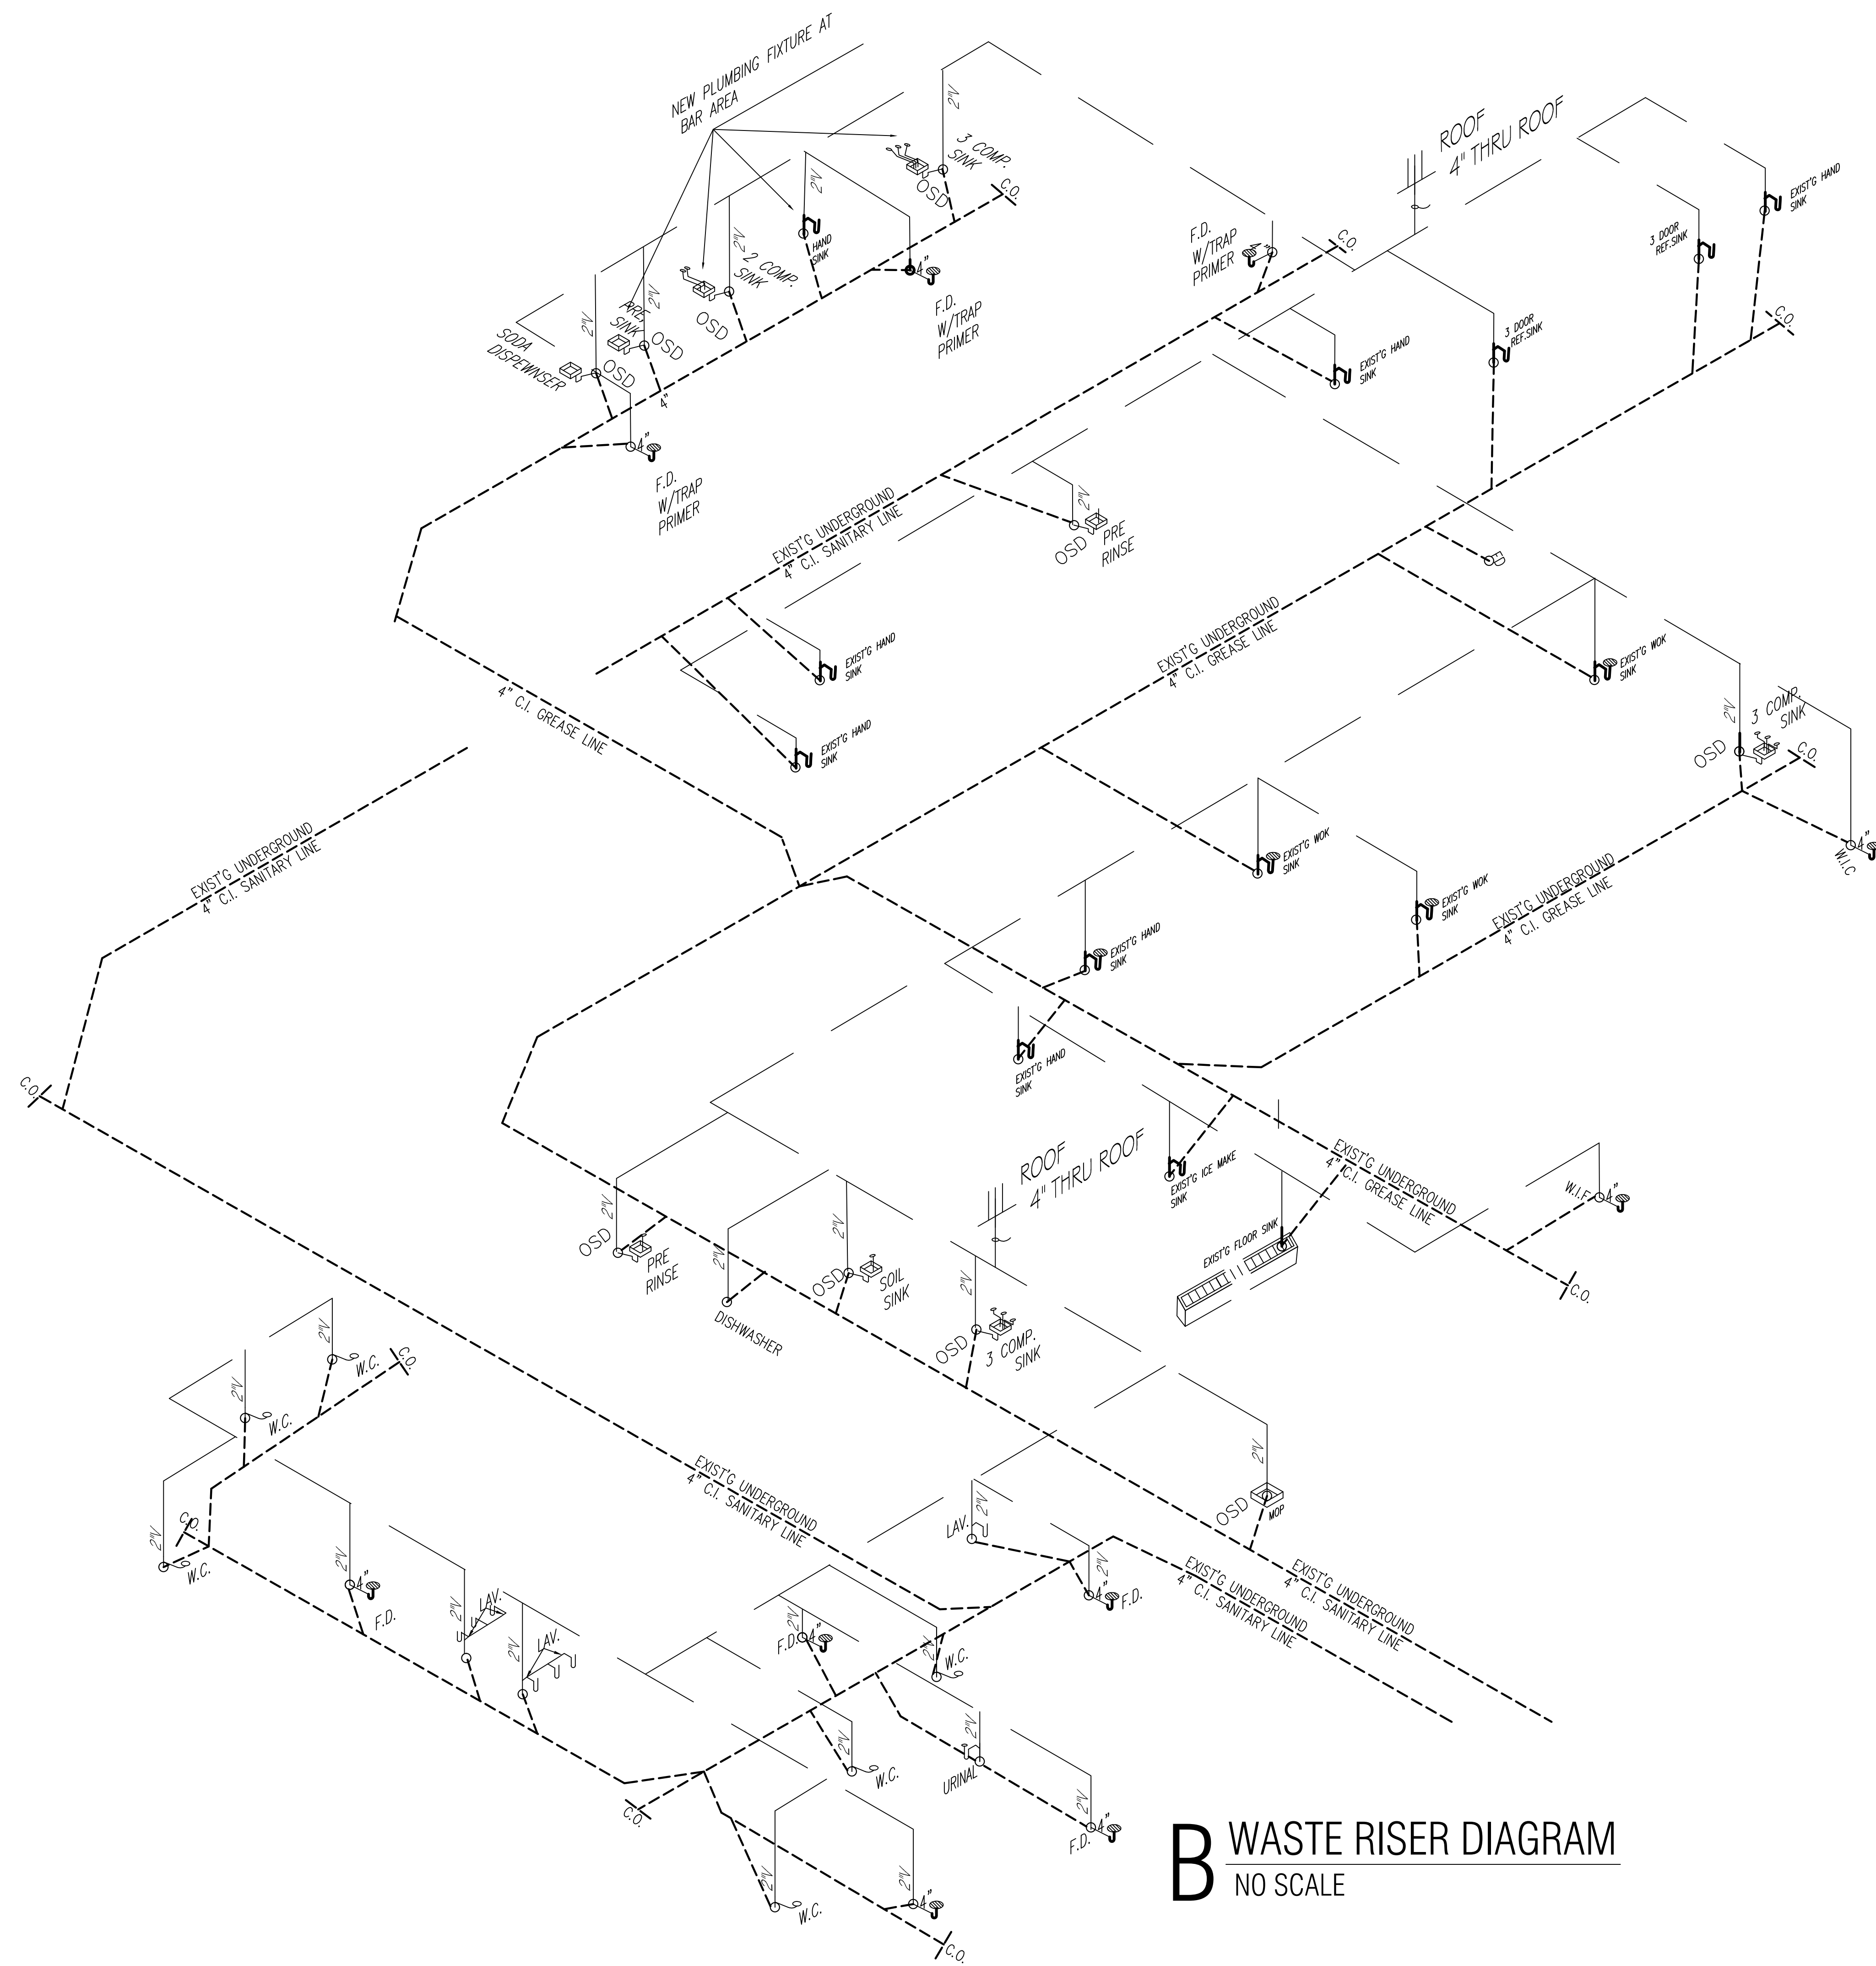 NEW PLUMBING FIXTURE AT
BAR AREA
2"V
3 COMP.
SINK
OSD
C.O.
2"V
HAND
SINK
2"V
2 COMP.
SINK
OSD
4"
F.D.
W/TRAP
PRIMER
2"V
PREP
SINK
OSD
2"V
SODA
DISPEWNSER
OSD
4"
4"
F.D.
W/TRAP
PRIMER
F.D.
W/TRAP
PRIMER
4"
C.O.
ROOF
4" THRU ROOF
EXIST'G HAND
SINK
3 DOOR
REF.SINK
C.O.
3 DOOR
REF.SINK
EXIST'G HAND
SINK
EXIST'G UNDERGROUND
4" C.I. SANITARY LINE
2"V
OSD
PRE
RINSE
FD
EXIST'G HAND
SINK
EXIST'G HAND
SINK
4" C.I. GREASE LINE
EXIST'G UNDERGROUND
4" C.I. GREASE LINE
EXIST'G WOK
SINK
2"V
3 COMP.
SINK
OSD
C.O.
4"
W.I.C
EXIST'G UNDERGROUND
4" C.I. SANITARY LINE
EXIST'G WOK
SINK
EXIST'G WOK
SINK
EXIST'G UNDERGROUND
4" C.I. GREASE LINE
EXIST'G HAND
SINK
EXIST'G HAND
SINK
C.O.
ROOF
4" THRU ROOF
EXIST'G ICE MAKE
SINK
EXIST'G UNDERGROUND
4" C.I. GREASE LINE
W.I.F
4"
EXIST'G FLOOR SINK
C.O.
2"V
OSD
PRE
RINSE
2"V
DISHWASHER
2"V
OSD
SOIL
SINK
2"V
OSD
3 COMP.
SINK
2"V
W.C.
C.O.
2"V
W.C.
2"V
C.O.
W.C.
2"V
4"
F.D.
2"V
LAV.
2"V
LAV.
EXIST'G UNDERGROUND
4" C.I. SANITARY LINE
2"V
OSD
MOP
2"V
LAV.
2"V
4"
F.D.
EXIST'G UNDERGROUND
4" C.I. SANITARY LINE
EXIST'G UNDERGROUND
4" C.I. SANITARY LINE
2"V
F.D.
4"
2"V
W.C.
2"V
W.C.
2"V
URINAL
2"V
4"
F.D.
C.O.
2"V
W.C.
2"V
4"
C.O.
B WASTE RISER DIAGRAM
NO SCALE